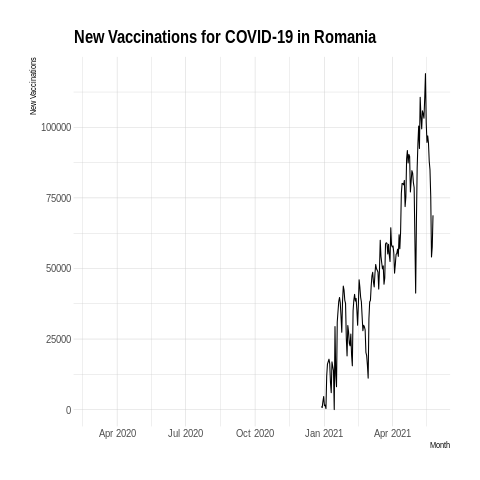 New Vaccinations for COVID-19 in Romania
New Vaccinations
100000
75000
50000
25000
0
Apr 2020 Jul 2020 Oct 2020 Jan 2021 Apr 2021
Month